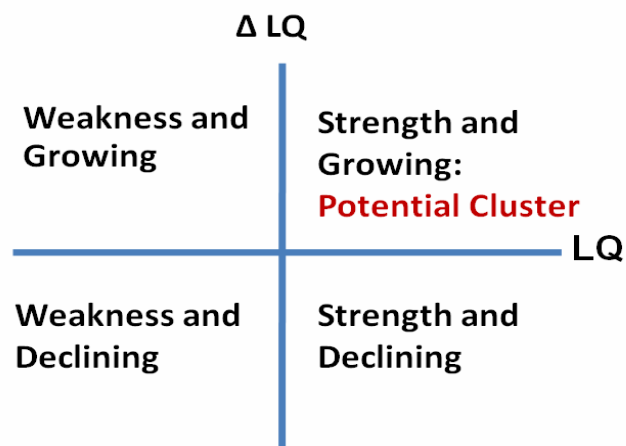 Δ LQ
Weakness and
Growing
Strength and
Growing:
Potential Cluster
LQ
Weakness and
Declining
Strength and
Declining